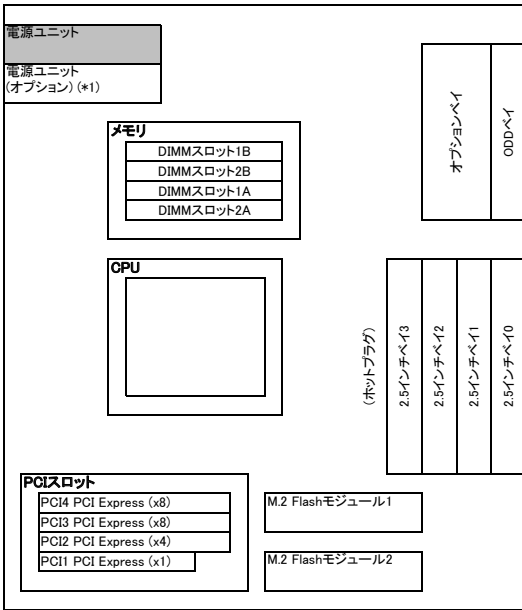 電源ユニット
電源ユニット
(オプション) (*1)
メモリ
DIMMスロット1B
DIMMスロット2B
DIMMスロット1A
DIMMスロット2A
オプションベイ
ODDベイ
CPU
(ホットプラグ)
2.5インチベイ3
2.5インチベイ2
2.5インチベイ1
2.5インチベイ0
PCIスロット
PCI4 PCI Express (x8)
PCI3 PCI Express (x8)
PCI2 PCI Express (x4)
PCI1 PCI Express (x1)
M.2 Flashモジュール1
M.2 Flashモジュール2